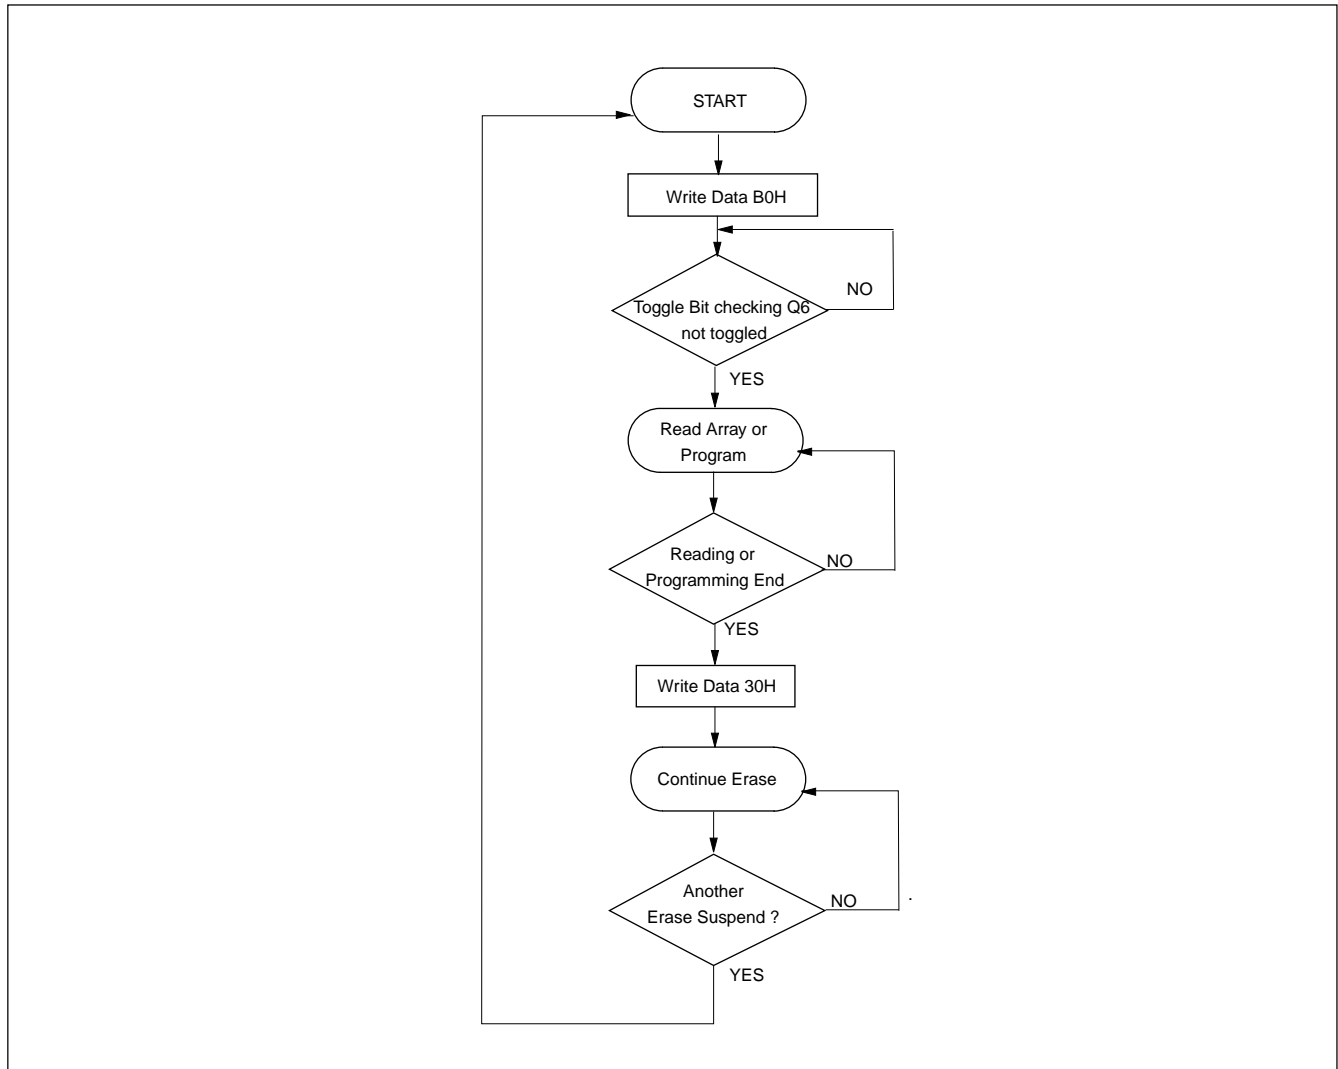 START
Write Data B0H
NO
Toggle Bit checking Q6
not toggled
YES
Read Array or
Program
Reading or
NO
Programming End
YES
Write Data 30H
Continue Erase
Another
NO
Erase Suspend ?
YES